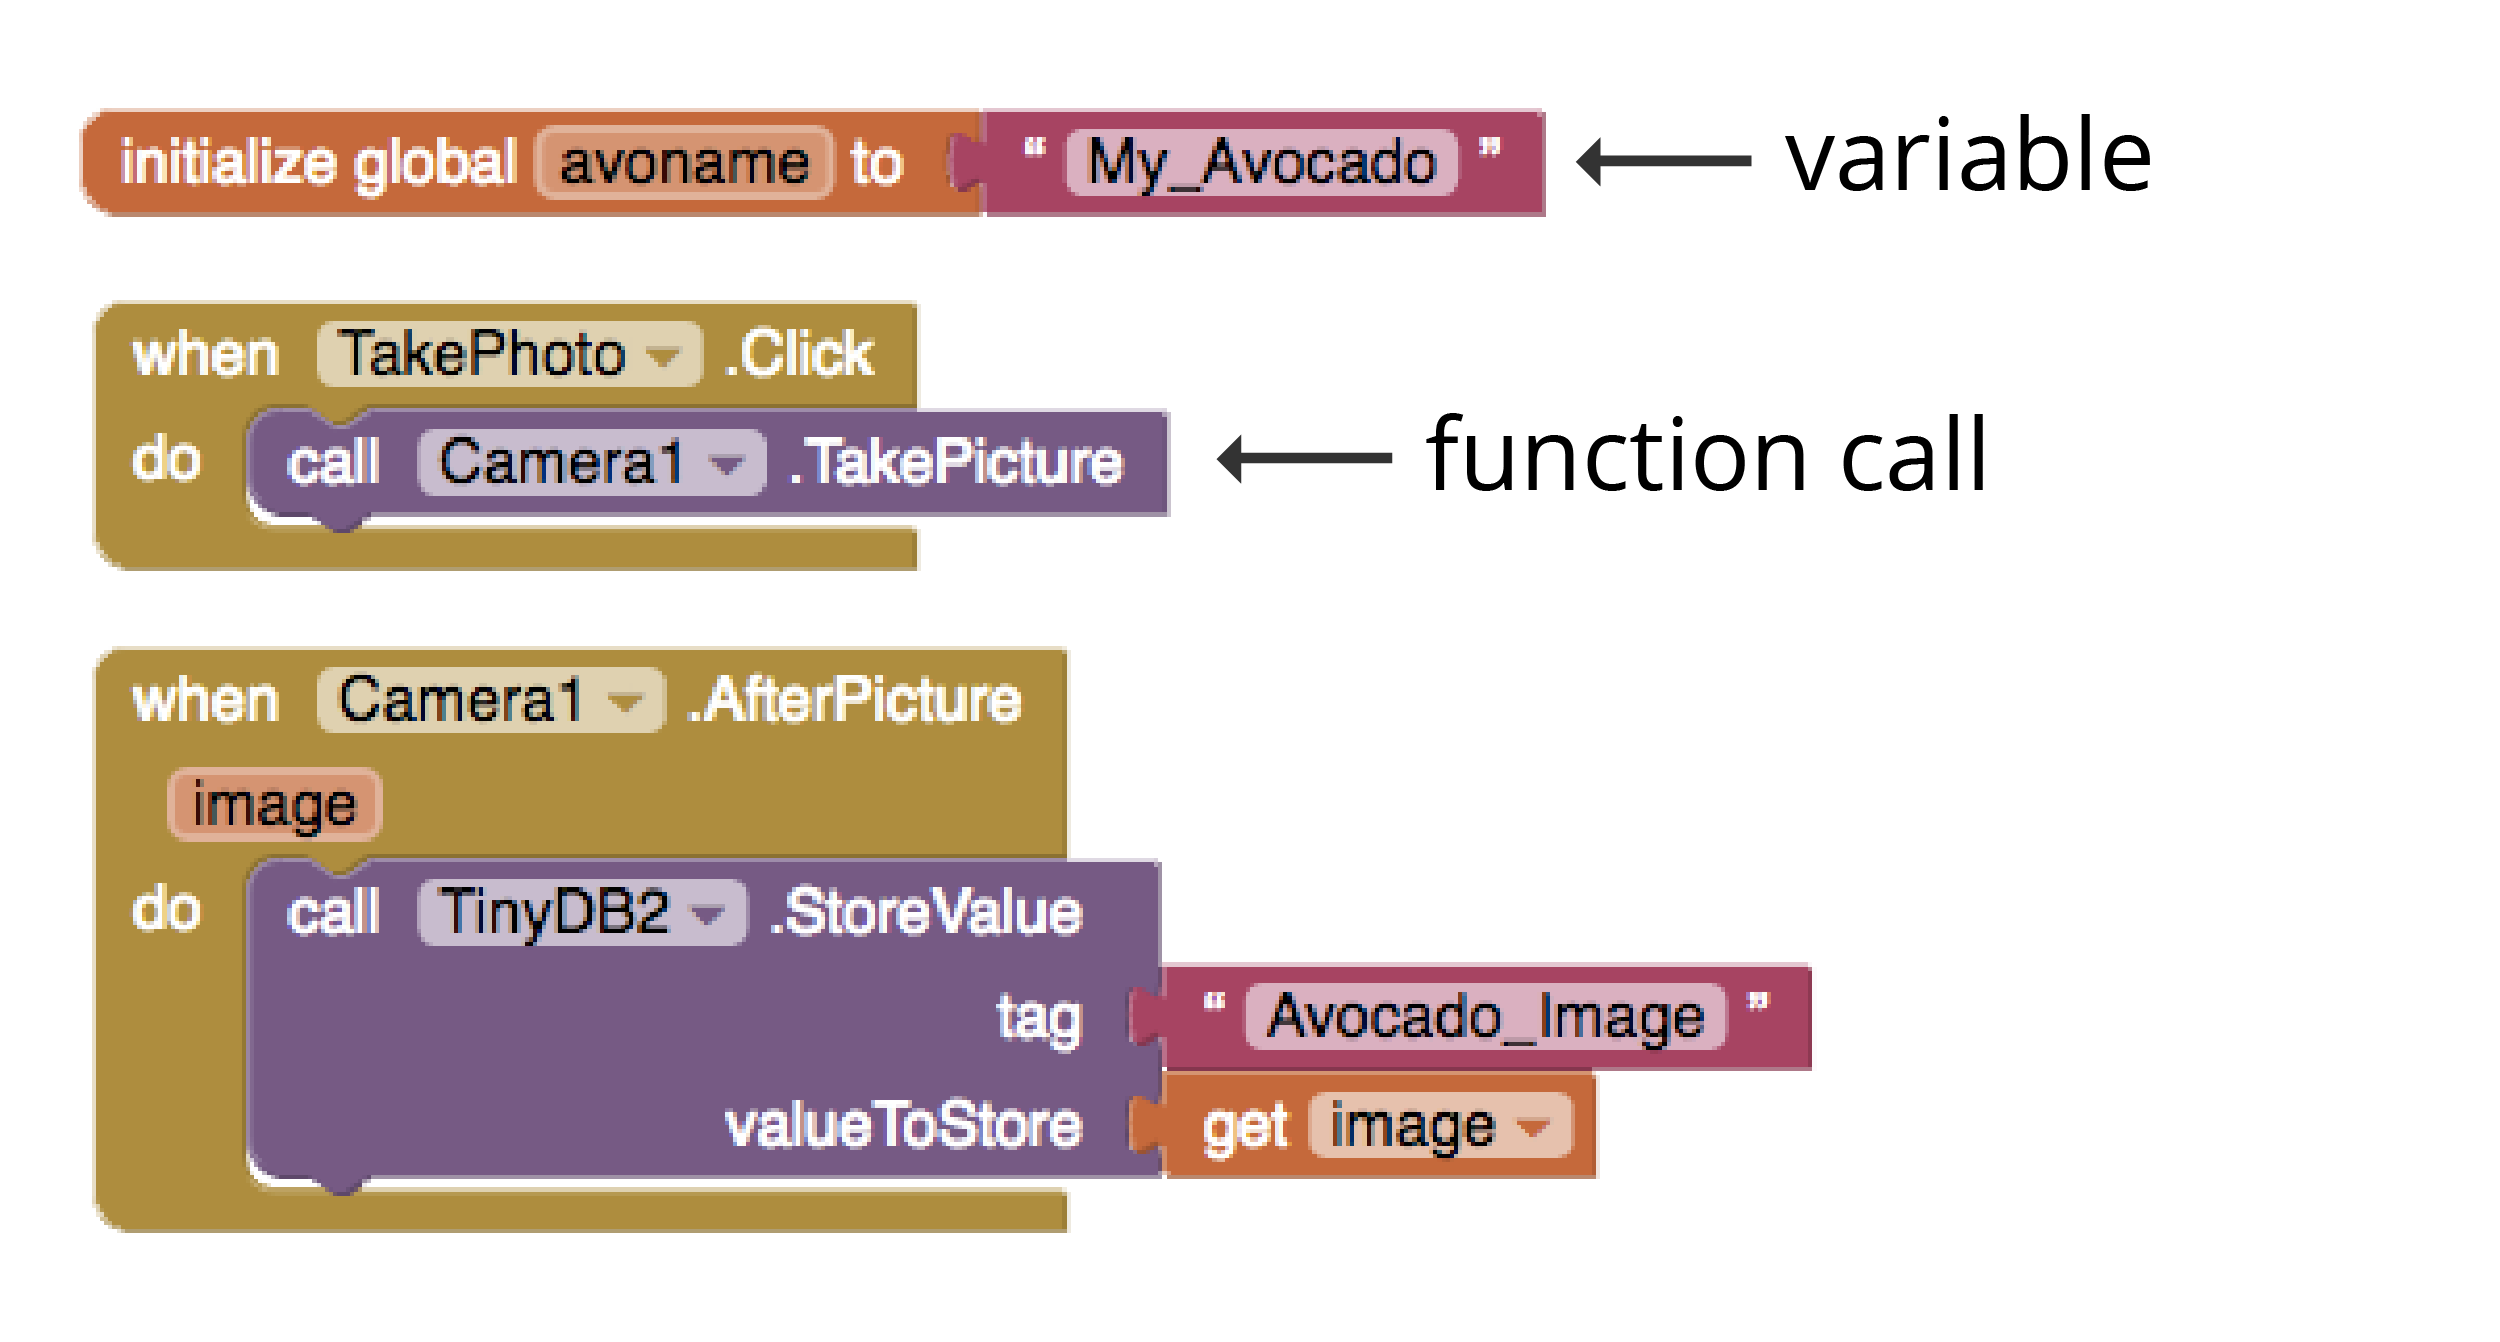 initialize global avoname to “ My_Avocado ” variable
when TakePhoto .Click
do call Camera1 .TakePicture function call
when Camera1 .AfterPicture
image
do call TinyDB2 .StoreValue
tag “ Avocado_Image ”
valueToStore get image